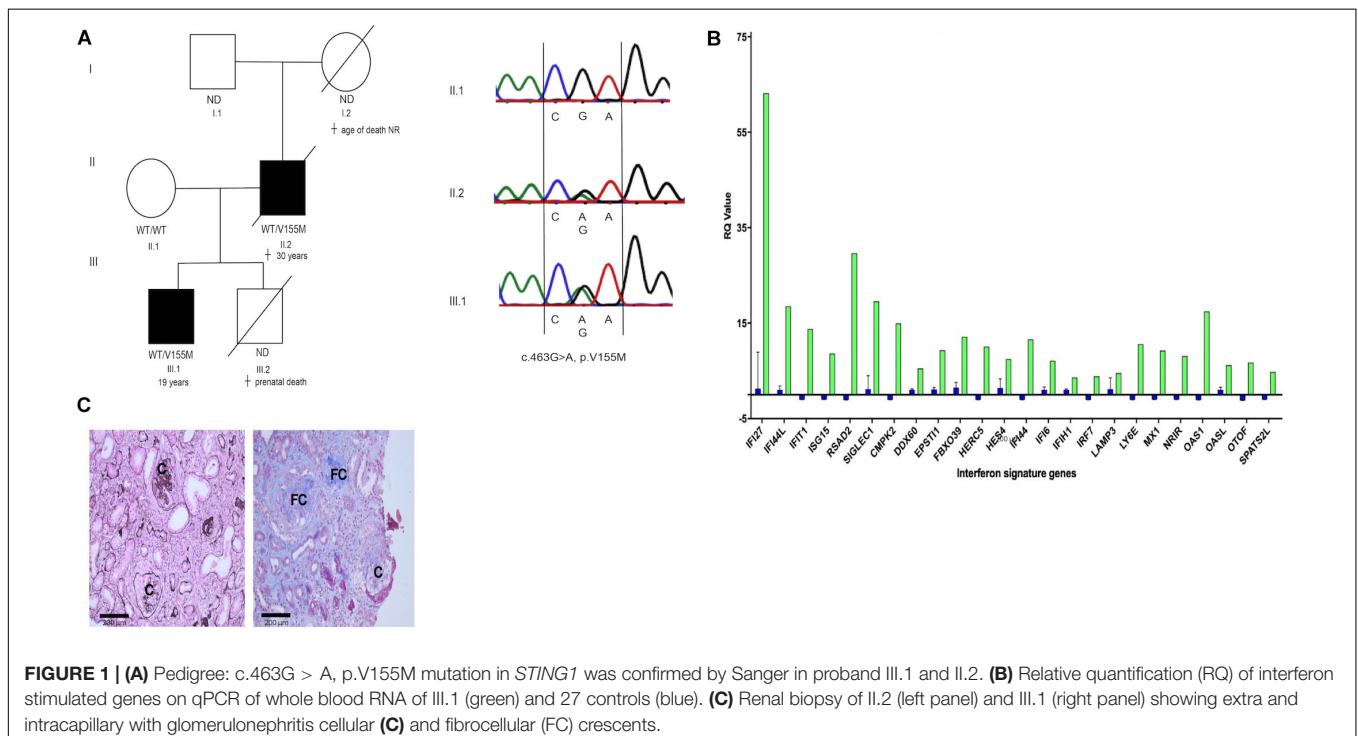 A
I
ND
I.1
ND
I.2
† age of death NR
II
WT/WT
II.1
WT/V155M
II.2
† 30 years
III
WT/V155M
III.1
19 years
ND
III.2
† prenatal death
II.1
C G A
II.2
C A A
G
III.1
C A A
G
c.463G>A, p.V155M
B
75
55
35
15
-5
RQ Value
IFI27 IFI44L IFIT1 ISG15 RSAD2 SIGLEC1 CMPK2 DDX60 EPSTI1 FBXO39 HERC5 HES4 IFI44 IFI6 IFIH1 IRF7 LAMP3 LY6E MX1 NRIR OAS1 OASL OTOF SPATS2L
Interferon signature genes
C
C
C
200 µm
FC
FC
C
200 µm
FIGURE 1 | (A) Pedigree: c.463G > A, p.V155M mutation in STING1 was confirmed by Sanger in proband III.1 and II.2. (B) Relative quantification (RQ) of interferon
stimulated genes on qPCR of whole blood RNA of III.1 (green) and 27 controls (blue). (C) Renal biopsy of II.2 (left panel) and III.1 (right panel) showing extra and
intracapillary with glomerulonephritis cellular (C) and fibrocellular (FC) crescents.